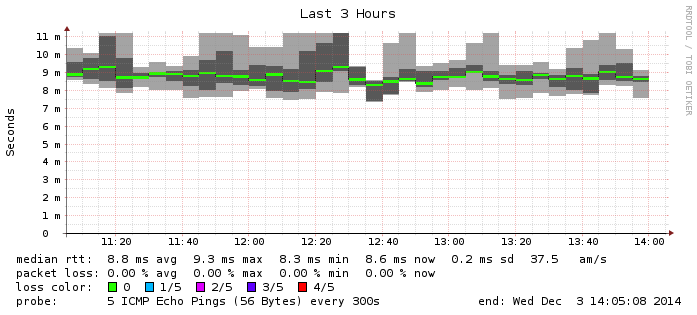 Last 3 Hours
RRDTOOL / TOBI OETIKER
Seconds
11 m
10 m
9 m
8 m
7 m
6 m
5 m
4 m
3 m
2 m
1 m
0
11:20 11:40 12:00 12:20 12:40 13:00 13:20 13:40 14:00
median rtt: 8.8 ms avg 9.3 ms max 8.3 ms min 8.6 ms now 0.2 ms sd 37.5 am/s
packet loss: 0.00 % avg 0.00 % max 0.00 % min 0.00 % now
loss color: 0 1/5 2/5 3/5 4/5
probe: 5 ICMP Echo Pings (56 Bytes) every 300s end: Wed Dec 3 14:05:08 2014